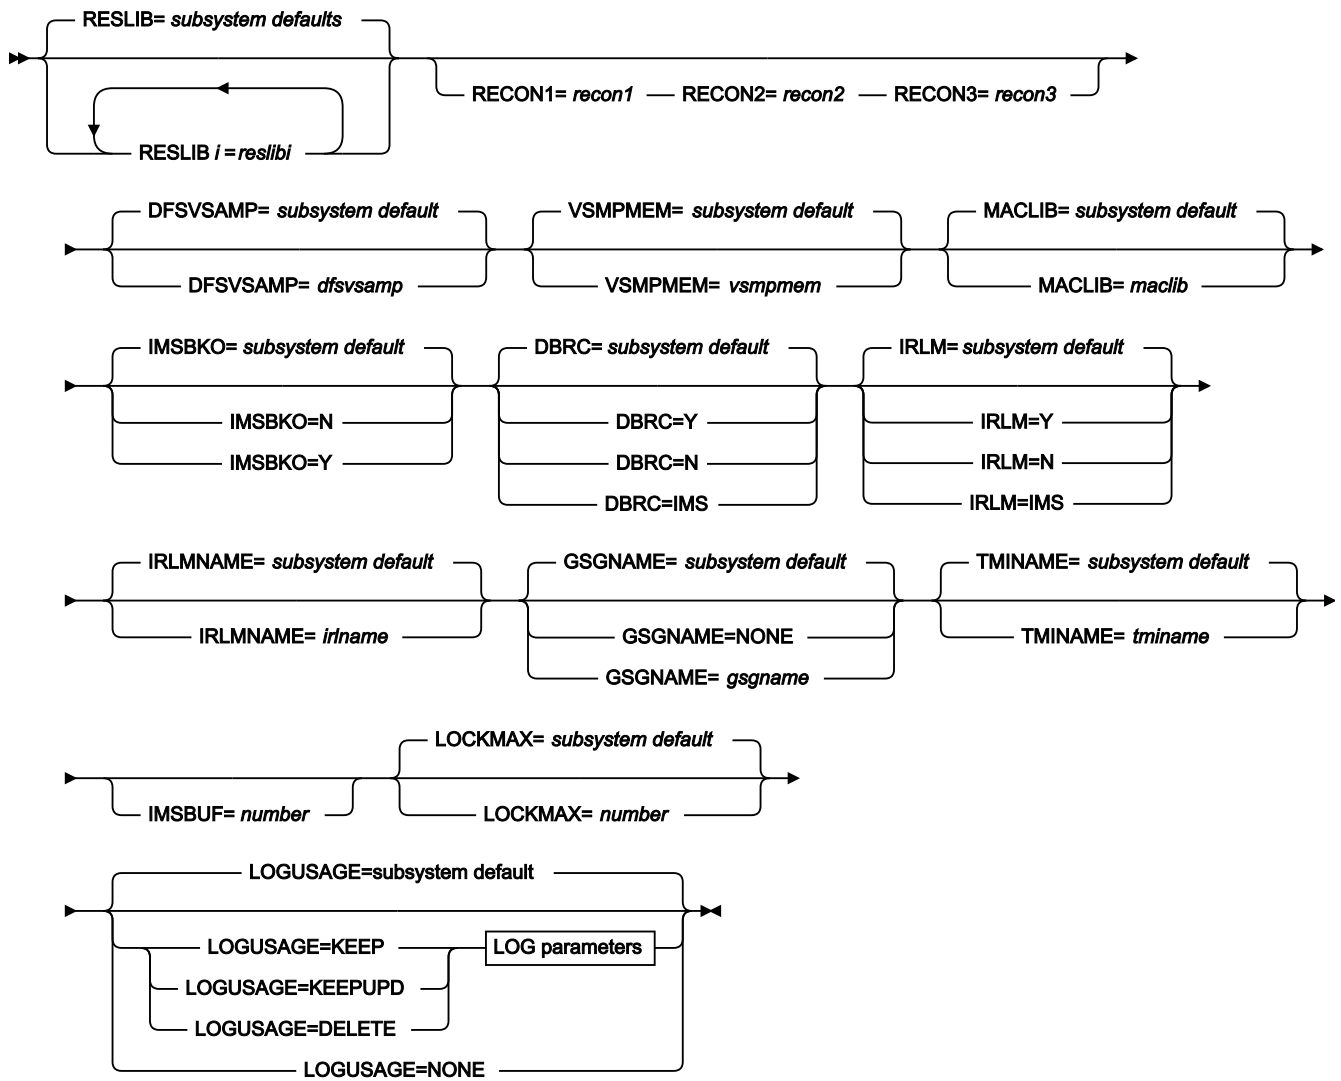 RESLIB= subsystem defaults
RECON1= recon1 RECON2= recon2 RECON3= recon3
RESLIB i =reslibi
DFSVSAMP= subsystem default VSMPMEM= subsystem default MACLIB= subsystem default
DFSVSAMP= dfsvsamp VSMPMEM= vsmpmem MACLIB= maclib
IMSBKO= subsystem default DBRC= subsystem default IRLM= subsystem default
IMSBKO=N DBRC=Y IRLM=Y
IMSBKO=Y DBRC=N IRLM=N
DBRC=IMS IRLM=IMS
IRLMNAME= subsystem default GSGNAME= subsystem default TMINAME= subsystem default
IRLMNAME= irlname GSGNAME=NONE TMINAME= tminame
GSGNAME= gsgname
LOCKMAX= subsystem default
IMSBUF= number LOCKMAX= number
LOGUSAGE=subsystem default
LOGUSAGE=KEEP LOG parameters
LOGUSAGE=KEEPUPD
LOGUSAGE=DELETE
LOGUSAGE=NONE